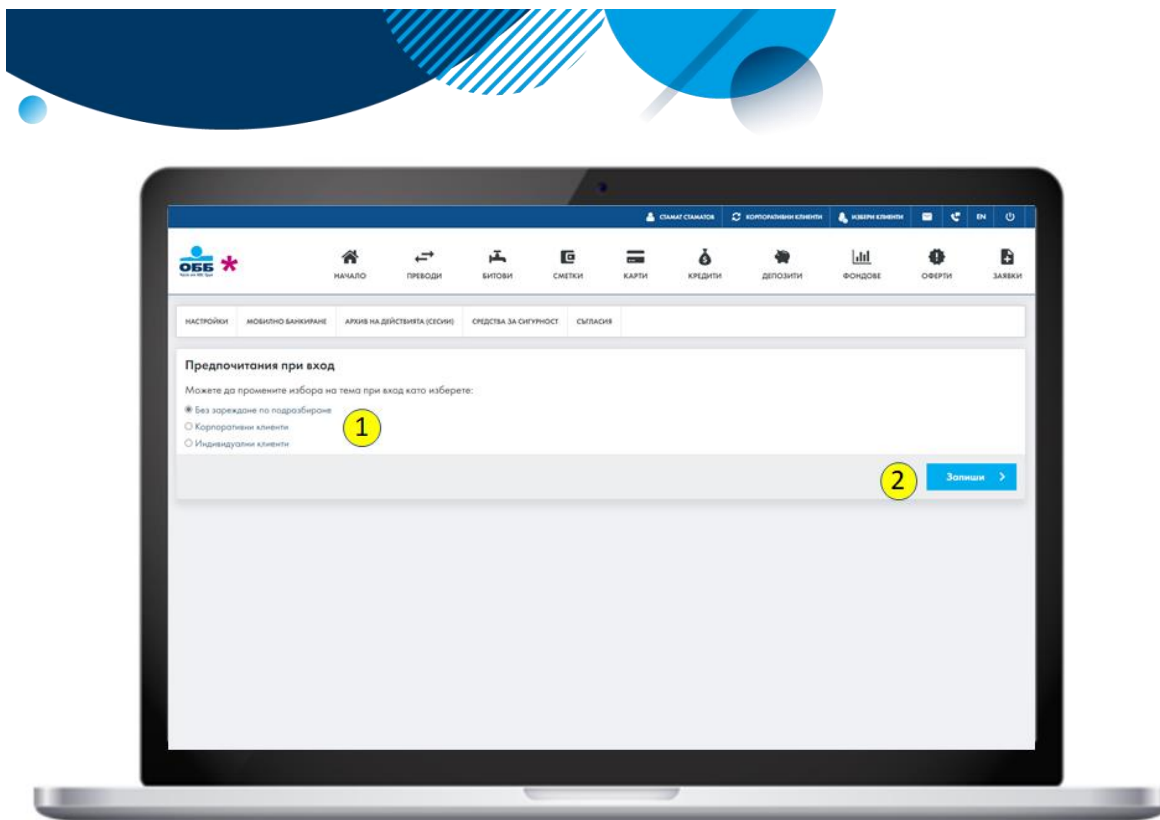 СТАМАТ СТАМАТОВ КОРПОРАТИВНИ КЛИЕНТИ ИЗБЕРИ КЛИЕНТИ EN
ОББ
НАЧАЛО ПРЕВОДИ БИТОВИ СМЕТКИ КАРТИ КРЕДИТИ ДЕПОЗИТИ ФОНДОВЕ ОФЕРТИ ЗАЯВКИ
НАСТРОЙКИ МОБИЛНО БАНКИРАНЕ АРХИВ НА ДЕЙСТВИЯТА (СЕСИИ) СРЕДСТВА ЗА СИГУРНОСТ СЪГЛАСИЯ
Предпочитания при вход
Можете да промените избора на тема при вход като изберете:
Без зареждане по подразбиране
Корпоративни клиенти
Индивидуални клиенти
1
2
Запиши